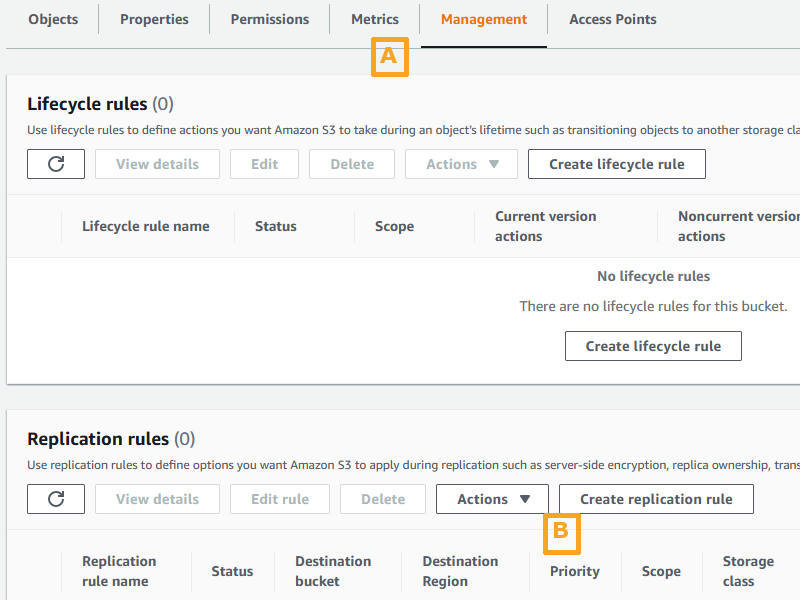 Objects Properties Permissions Metrics Management Access Points
A
Lifecycle rules (0)
Use lifecycle rules to define actions you want Amazon S3 to take during an object's lifetime such as transitioning objects to another storage cla
View details Edit Delete Actions Create lifecycle rule
Lifecycle rule name Status Scope Current version actions Noncurrent version actions
No lifecycle rules
There are no lifecycle rules for this bucket.
Create lifecycle rule
Replication rules (0)
Use replication rules to define options you want Amazon S3 to apply during replication such as server-side encryption, replica ownership, trans
View details Edit rule Delete Actions Create replication rule
B
Replication rule name Status Destination bucket Destination Region Priority Scope Storage class